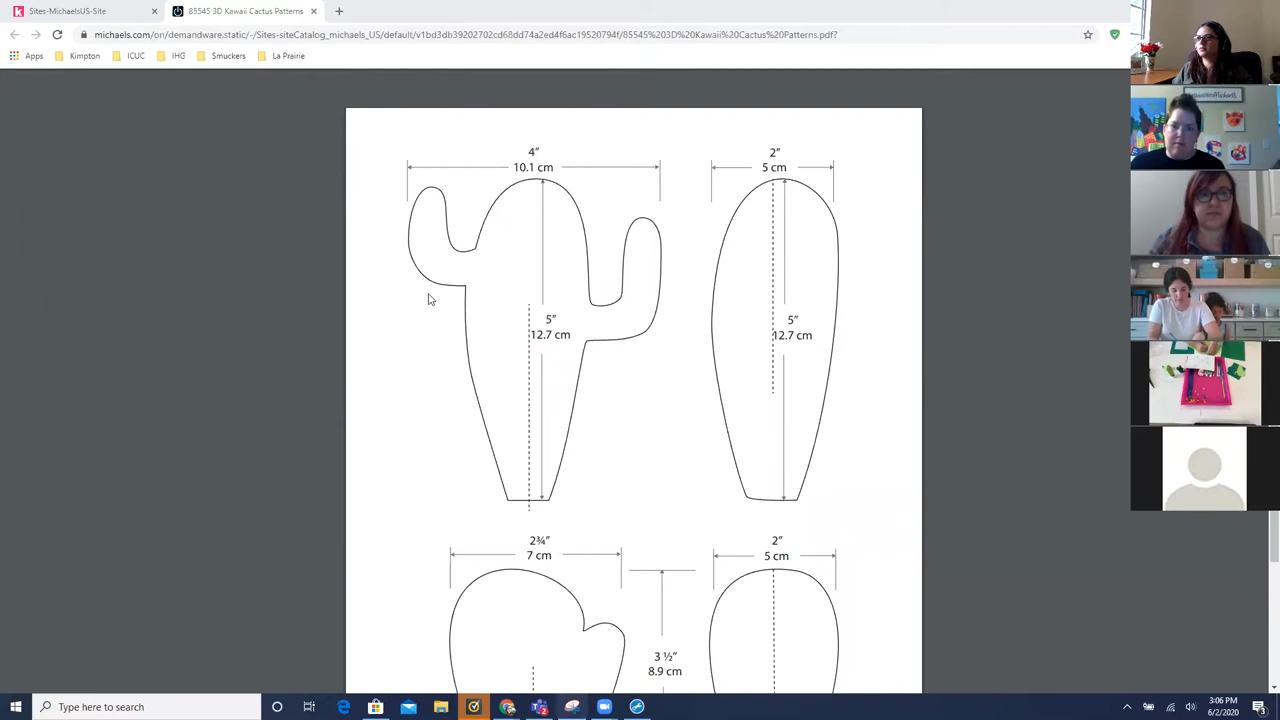 Sites-MichaelsUS-Site
85545 3D Kawaii Cactus Patterns
michaels.com/on/demandware.static/-/Sites-siteCatalog_michaels_US/default/v1bd3db39202702cd68dd74a2ed4f6ac19520794f/85545%203D%20Kawaii%20Cactus%20Patterns.pdf?
Apps
Kimpton
ICUC
IHG
Smuckers
La Prairie
4"
10.1 cm
2"
5 cm
5"
12.7 cm
5"
12.7 cm
2¾"
7 cm
2"
5 cm
3 ½"
8.9 cm
Type here to search
3:06 PM
6/2/2020